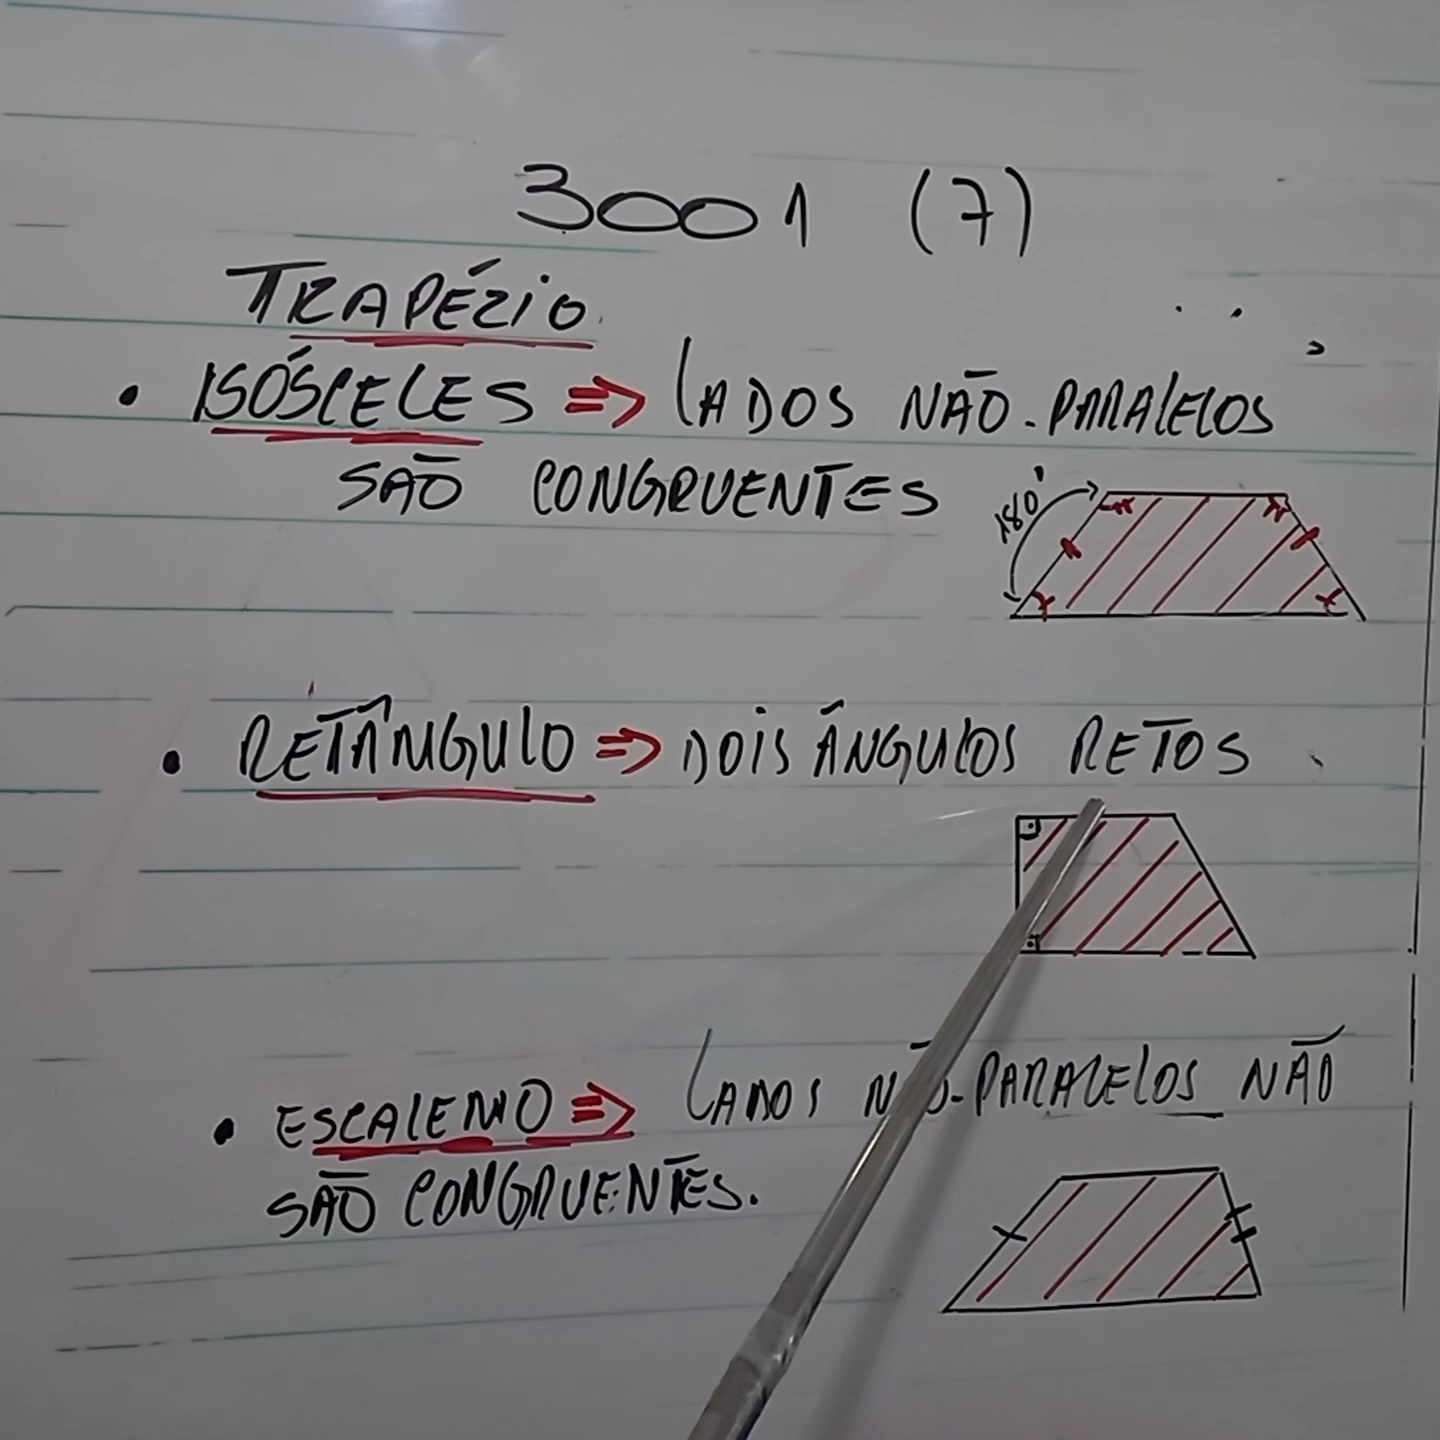 3001 (7)
TRAPÉZIO
• ISÓSCELES ⇒ LADOS NÃO-PARALELOS
SÃO CONGRUENTES
180°
• RETÂNGULO ⇒ DOIS ÂNGULOS RETOS
• ESCALENO ⇒ LADOS NÃO-PARALELOS NÃO
SÃO CONGRUENTES.